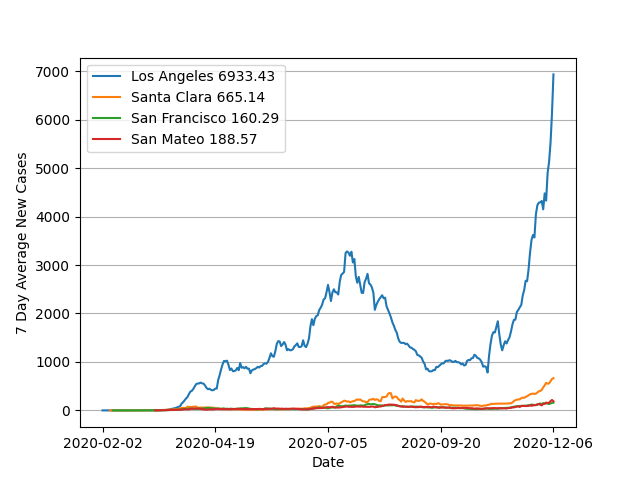 7000
6000
5000
4000
3000
2000
1000
0
7 Day Average New Cases
Los Angeles 6933.43
Santa Clara 665.14
San Francisco 160.29
San Mateo 188.57
2020-02-02 2020-04-19 2020-07-05 2020-09-20 2020-12-06
Date